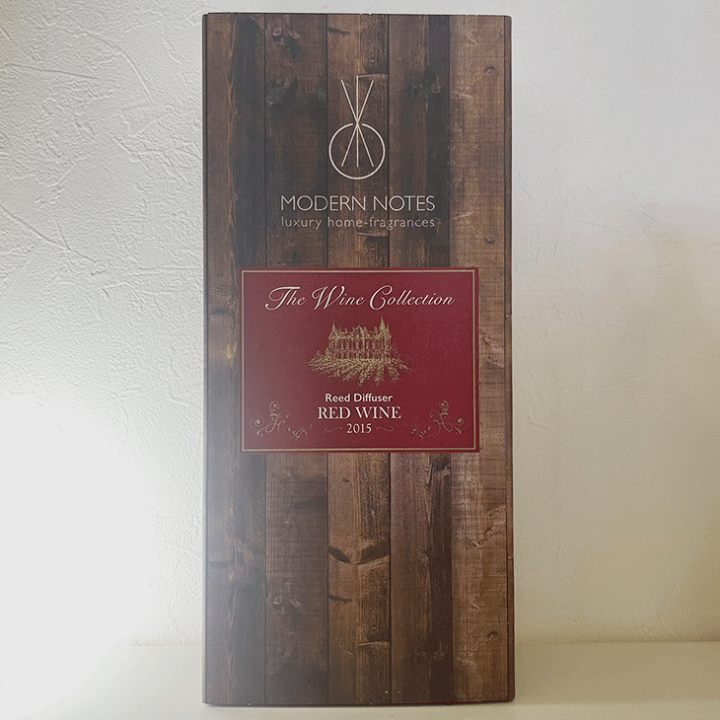 MODERN NOTES
luxury home-fragrances
The Wine Collection
Reed Diffuser
RED WINE
2015